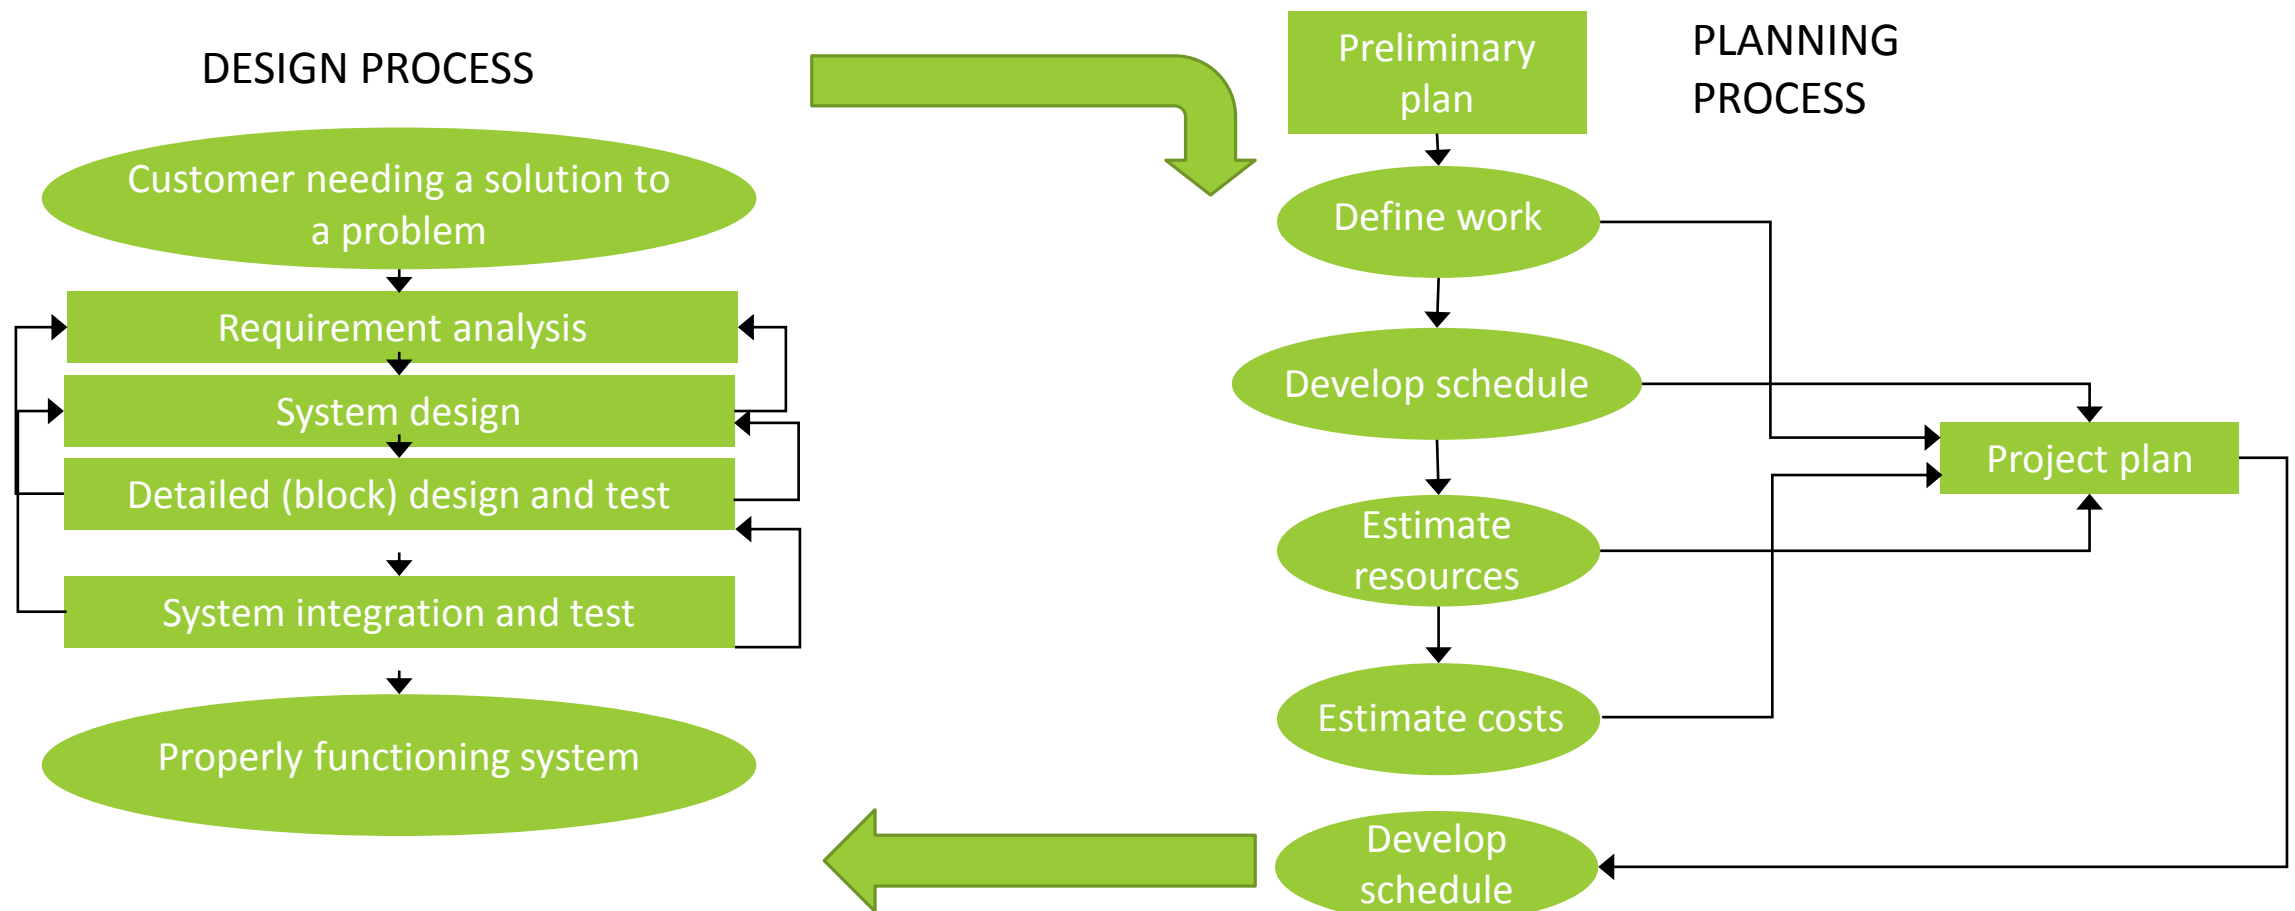 DESIGN PROCESS
Customer needing a solution to
a problem
Requirement analysis
System design
Detailed (block) design and test
System integration and test
Properly functioning system
PLANNING
PROCESS
Preliminary
plan
Define work
Develop schedule
Estimate
resources
Estimate costs
Project plan
Develop
schedule